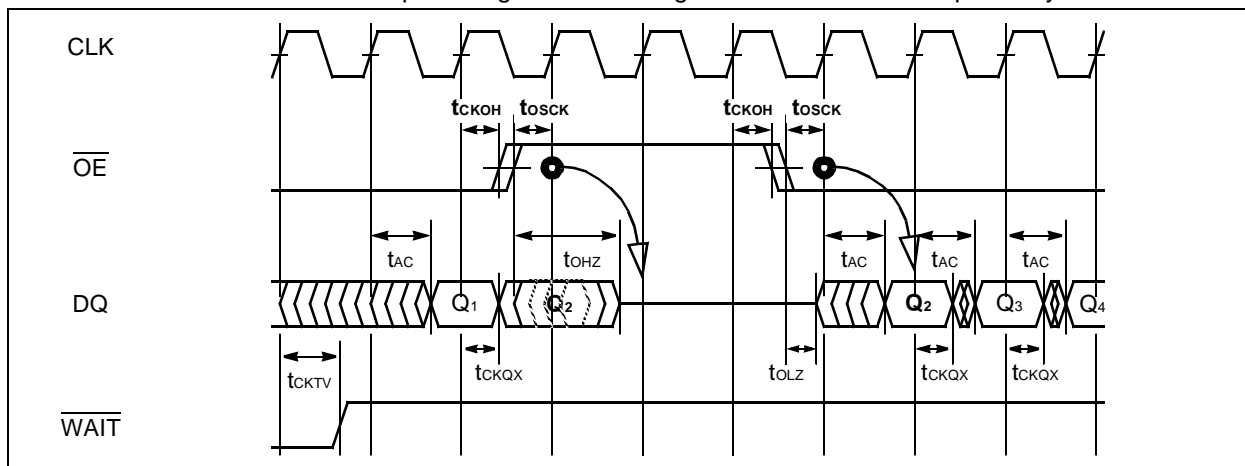 CLK
tCKOH tOSCK tCKOH tOSCK
OE
tAC tOHZ tAC tAC tAC
DQ
Q1 Q2 Q2 Q3 Q4
tCKTV tCKQX tOLZ tCKQX tCKQX
WAIT